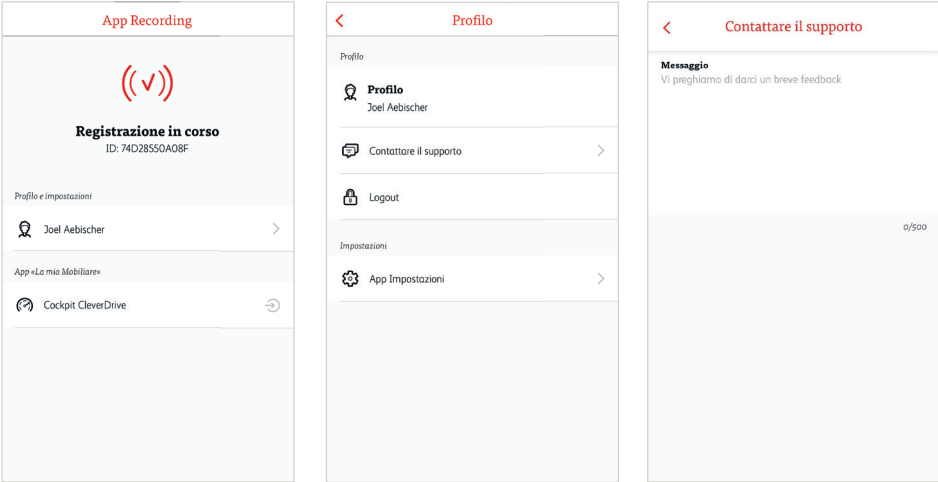 App Recording
Registrazione in corso
ID: 74D28550A08F
Profilo e impostazioni
Joel Aebischer
App «La mia Mobiliare»
Cockpit CleverDrive
Profilo
Profilo
Profilo
Joel Aebischer
Contattare il supporto
Logout
Impostazioni
App Impostazioni
Contattare il supporto
Messaggio
Vi preghiamo di darci un breve feedback
0/500